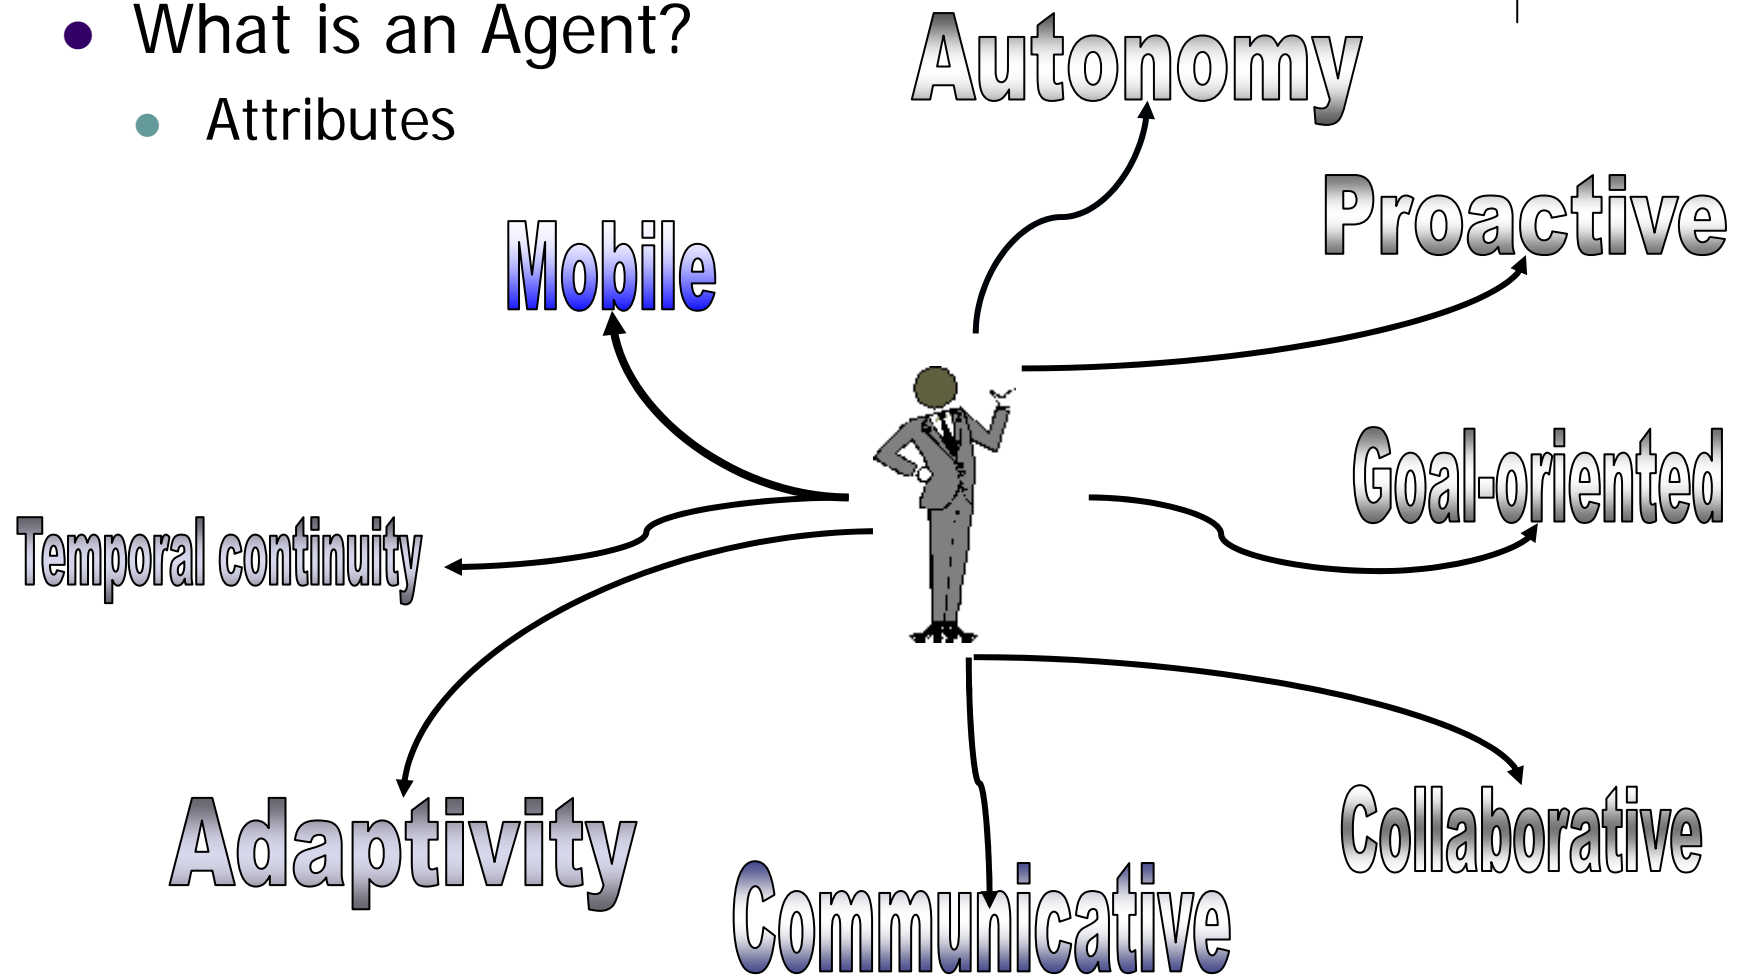 What is an Agent?
Attributes
Autonomy
Proactive
Mobile
Goal-oriented
Temporal continuity
Adaptivity
Collaborative
Communicative